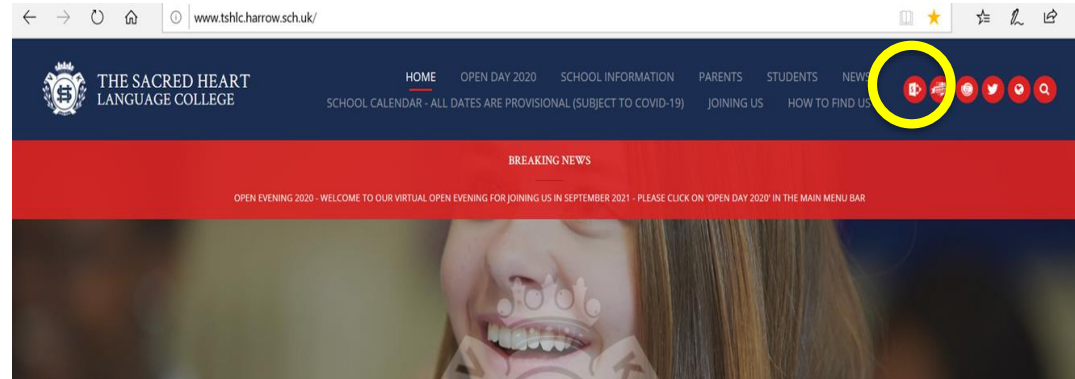 www.tshlc.harrow.sch.uk/
THE SACRED HEART
LANGUAGE COLLEGE
HOME OPEN DAY 2020 SCHOOL INFORMATION PARENTS STUDENTS NEWS
SCHOOL CALENDAR - ALL DATES ARE PROVISIONAL (SUBJECT TO COVID-19) JOINING US HOW TO FIND US
BREAKING NEWS
OPEN EVENING 2020 - WELCOME TO OUR VIRTUAL OPEN EVENING FOR JOINING US IN SEPTEMBER 2021 - PLEASE CLICK ON 'OPEN DAY 2020' IN THE MAIN MENU BAR